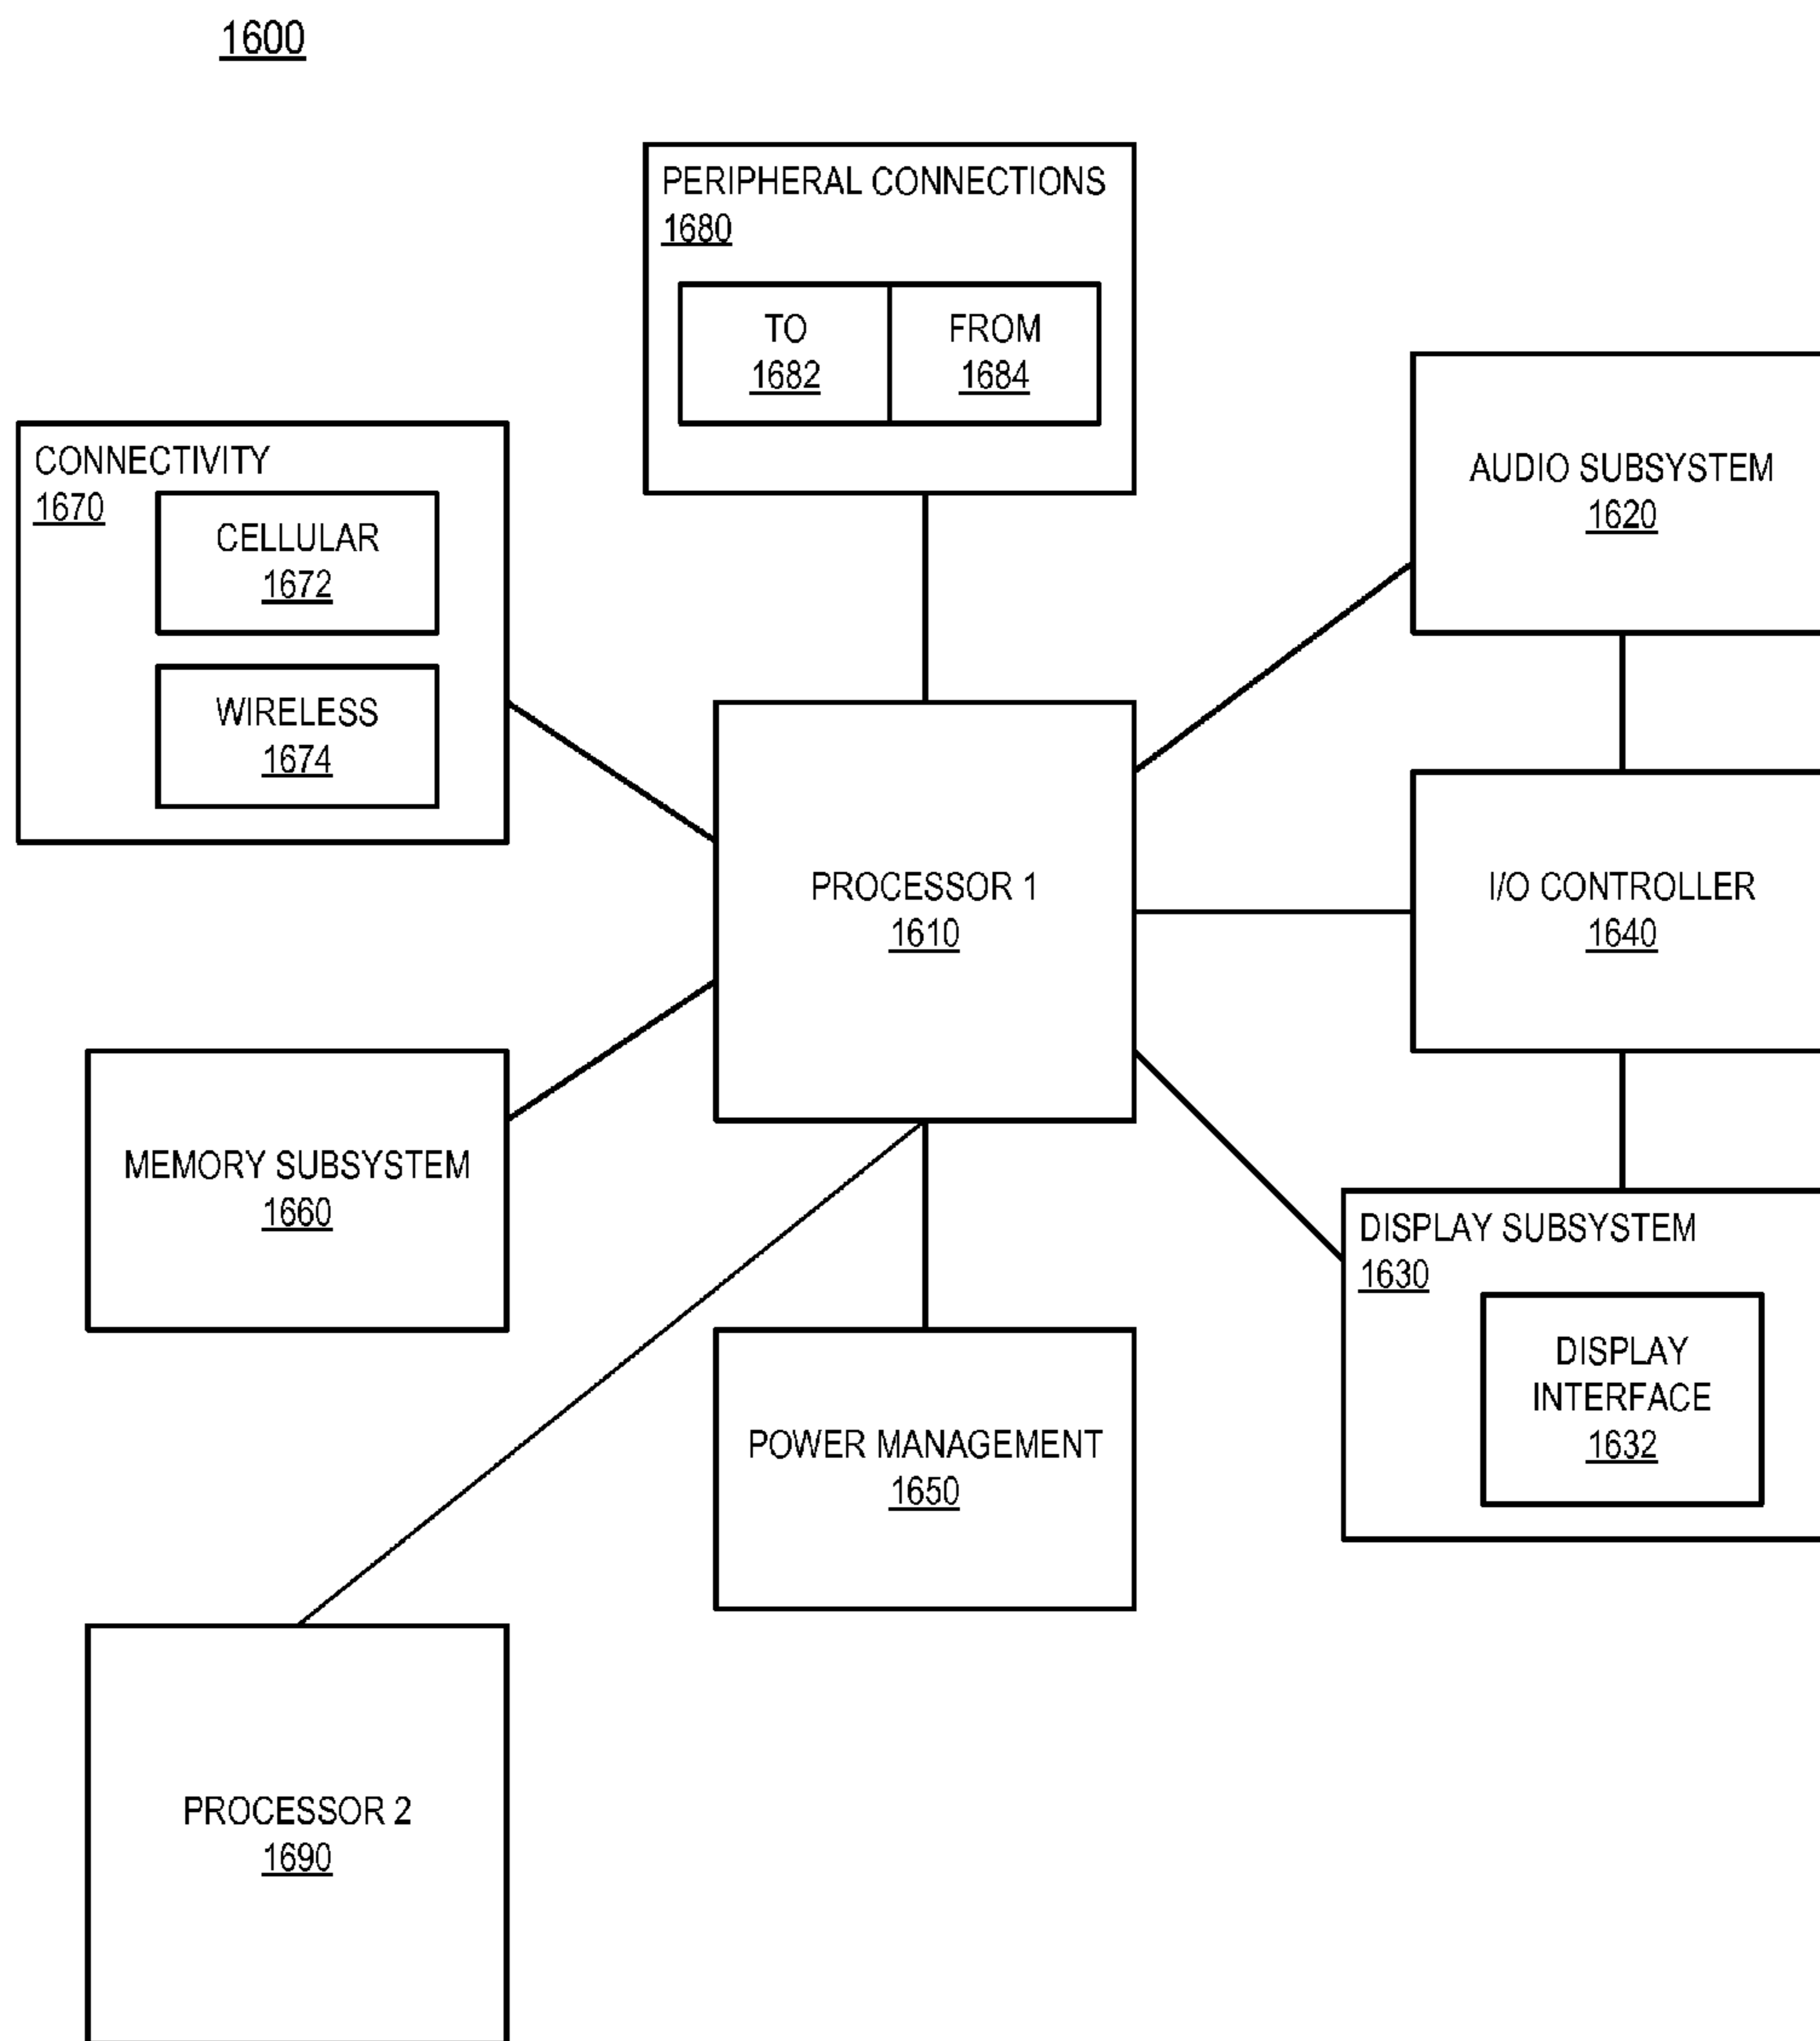 1600
PERIPHERAL CONNECTIONS
1680
TO
1682
FROM
1684
CONNECTIVITY
1670
CELLULAR
1672
WIRELESS
1674
AUDIO SUBSYSTEM
1620
PROCESSOR 1
1610
I/O CONTROLLER
1640
MEMORY SUBSYSTEM
1660
DISPLAY SUBSYSTEM
1630
DISPLAY
INTERFACE
1632
POWER MANAGEMENT
1650
PROCESSOR 2
1690